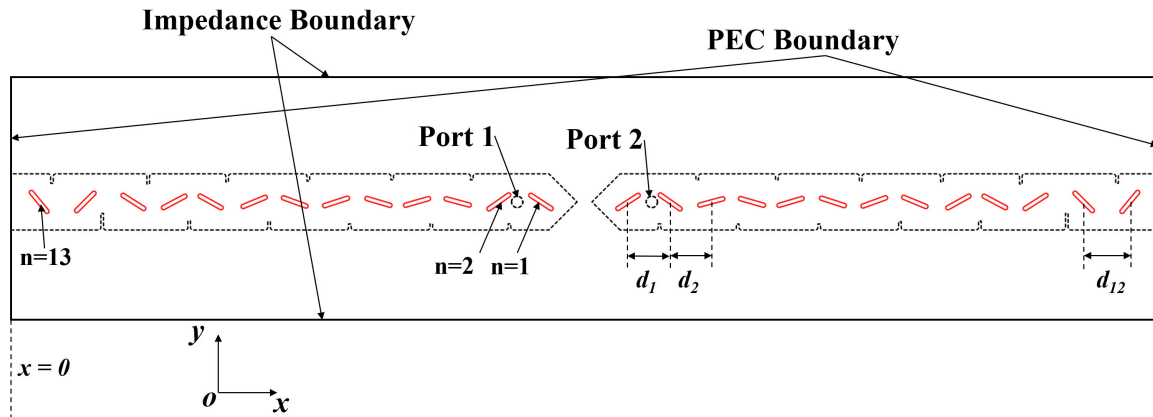 Impedance Boundary
PEC Boundary
Port 1
Port 2
n=13
n=2
n=1
d1
d2
d12
y
x = 0
o
x